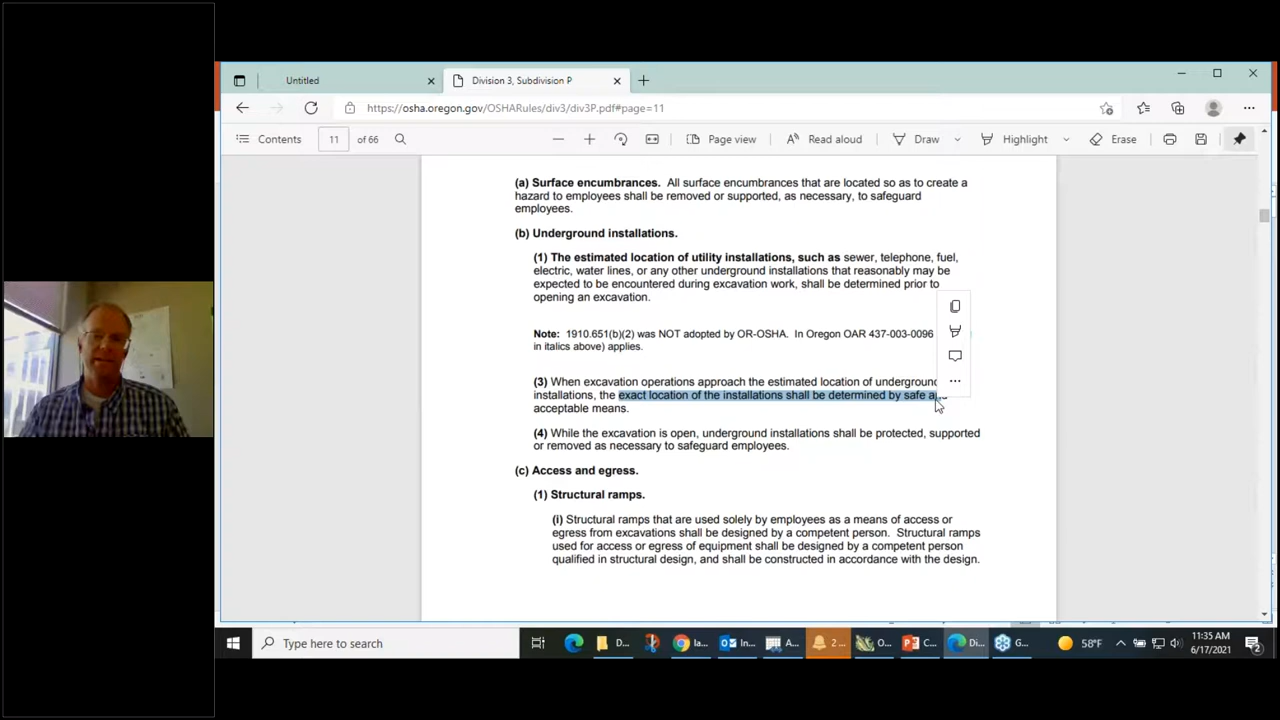 Untitled
Division 3, Subdivision P
https://osha.oregon.gov/OSHARules/div3/div3P.pdf#page=11
Contents
11 of 66
Page view
Read aloud
Draw
Highlight
Erase
(a) Surface encumbrances. All surface encumbrances that are located so as to create a
hazard to employees shall be removed or supported, as necessary, to safeguard
employees.
(b) Underground installations.
(1) The estimated location of utility installations, such as sewer, telephone, fuel,
electric, water lines, or any other underground installations that reasonably may be
expected to be encountered during excavation work, shall be determined prior to
opening an excavation.
Note: 1910.651(b)(2) was NOT adopted by OR-OSHA. In Oregon OAR 437-003-0096
in italics above) applies.
(3) When excavation operations approach the estimated location of underground
installations, the exact location of the installations shall be determined by safe and
acceptable means.
(4) While the excavation is open, underground installations shall be protected, supported
or removed as necessary to safeguard employees.
(c) Access and egress.
(1) Structural ramps.
(i) Structural ramps that are used solely by employees as a means of access or
egress from excavations shall be designed by a competent person. Structural ramps
used for access or egress of equipment shall be designed by a competent person
qualified in structural design, and shall be constructed in accordance with the design.
Type here to search
D...
Ia...
In...
A...
2 ...
O...
C...
Di...
G...
58°F
11:35 AM
6/17/2021
2